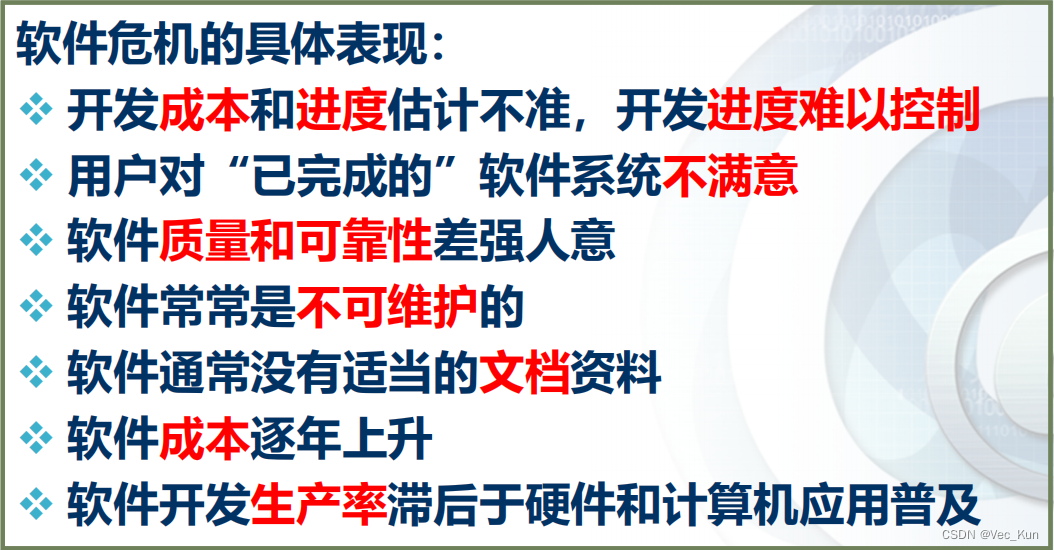 软件危机的具体表现：
开发成本和进度估计不准，开发进度难以控制
用户对“已完成的”软件系统不满意
软件质量和可靠性差强人意
软件常常是不可维护的
软件通常没有适当的文档资料
软件成本逐年上升
软件开发生产率滞后于硬件和计算机应用普及
CSDN @Vec_Kun